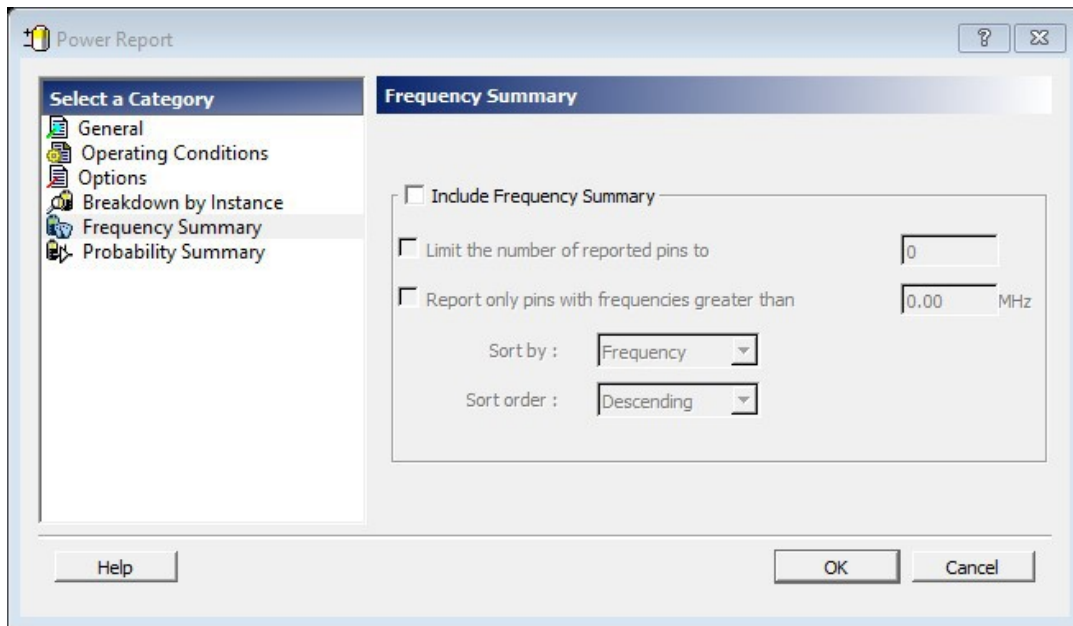 Power Report
Select a Category
General
Operating Conditions
Options
Breakdown by Instance
Frequency Summary
Probability Summary
Frequency Summary
Include Frequency Summary
Limit the number of reported pins to 0
Report only pins with frequencies greater than 0.00 MHz
Sort by : Frequency
Sort order : Descending
Help OK Cancel